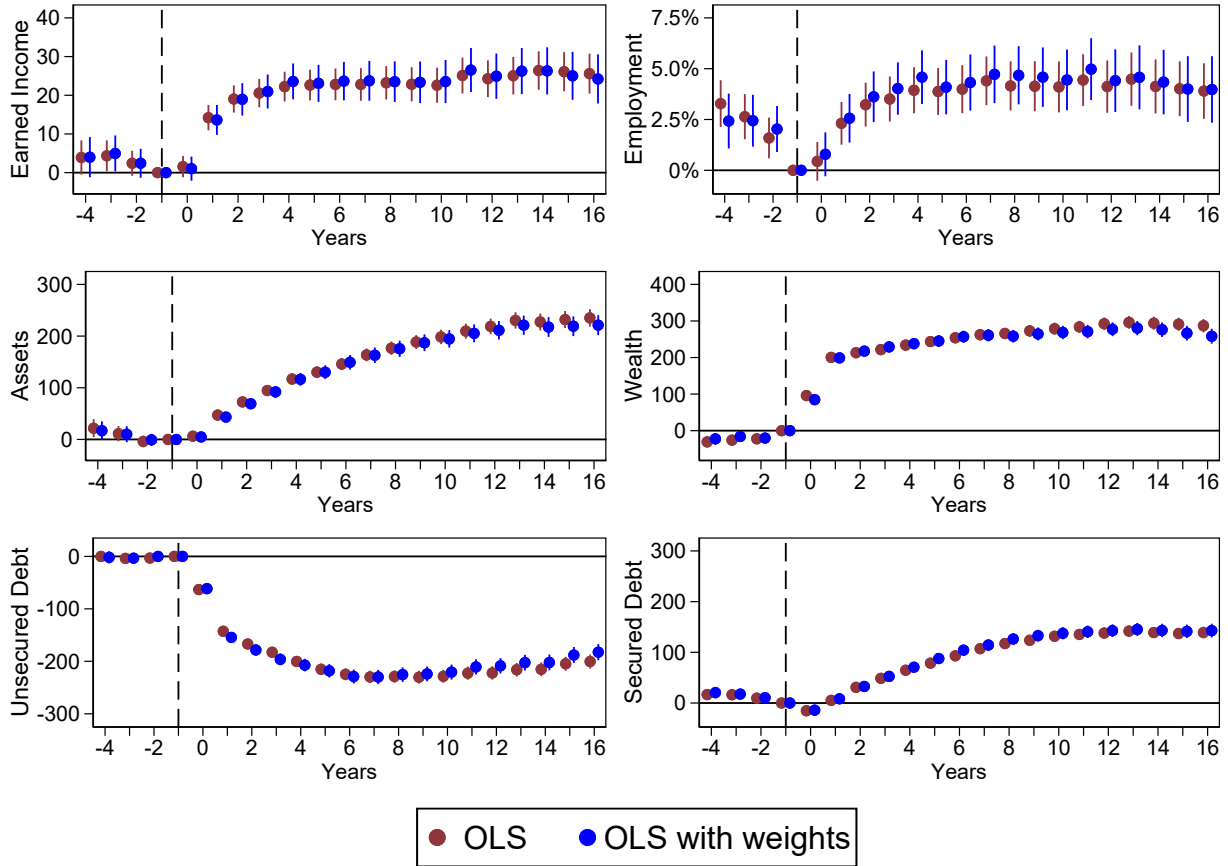 Earned Income
40
30
20
10
0
-4 -2 0 2 4 6 8 10 12 14 16
Years
Employment
7.5%
5.0%
2.5%
0%
-4 -2 0 2 4 6 8 10 12 14 16
Years
Assets
300
200
100
0
-4 -2 0 2 4 6 8 10 12 14 16
Years
Wealth
400
300
200
100
0
-4 -2 0 2 4 6 8 10 12 14 16
Years
Unsecured Debt
0
-100
-200
-300
-4 -2 0 2 4 6 8 10 12 14 16
Years
Secured Debt
300
200
100
0
-4 -2 0 2 4 6 8 10 12 14 16
Years
OLS OLS with weights